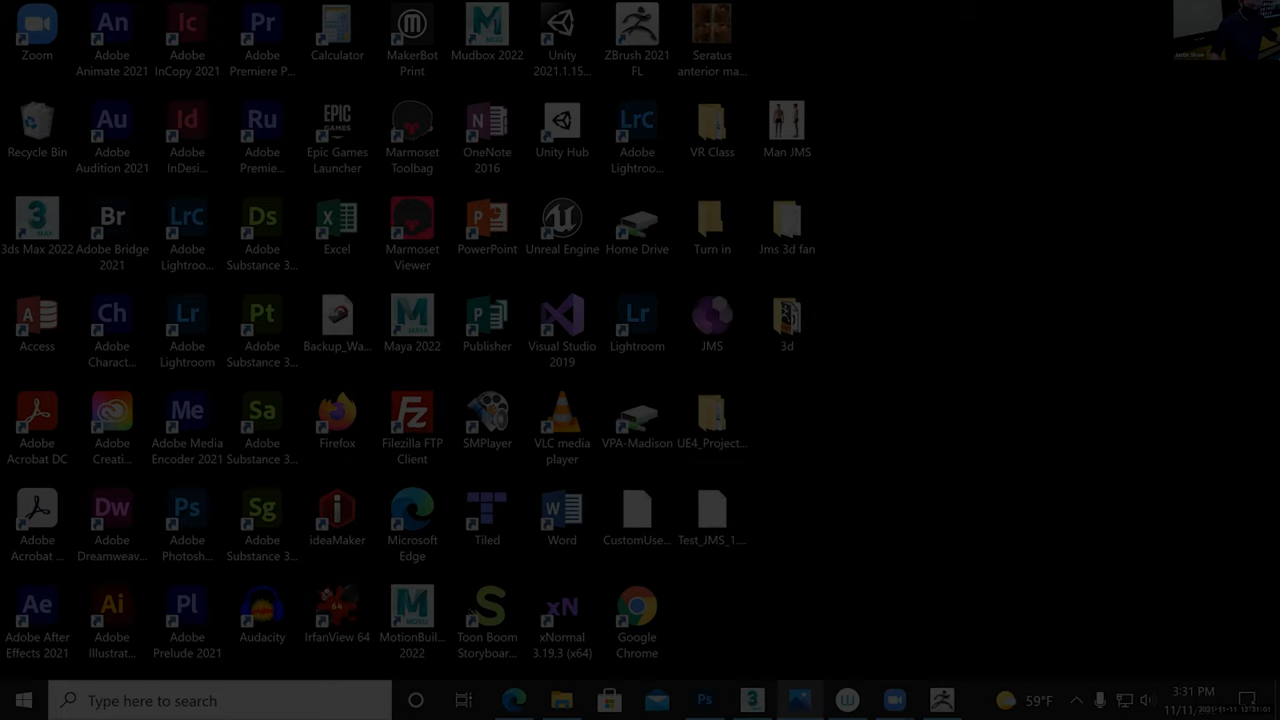 Zoom
Adobe
Animate 2021
Adobe
InCopy 2021
Adobe
Premiere P...
Calculator
MakerBot
Print
Mudbox 2022
Unity
2021.1.15...
ZBrush 2021
FL
Seratus
anterior ma...
Recycle Bin
Adobe
Audition 2021
Adobe
InDesi...
Adobe
Premie...
Epic Games
Launcher
Marmoset
Toolbag
OneNote
2016
Unity Hub
Adobe
Lightroo...
VR Class
Man JMS
3ds Max 2022
Adobe Bridge
2021
Adobe
Lightroo...
Adobe
Substance 3...
Excel
Marmoset
Viewer
PowerPoint
Unreal Engine
Home Drive
Turn in
Jms 3d fan
Access
Adobe
Charact...
Adobe
Lightroom
Adobe
Substance 3...
Backup_Wa...
Maya 2022
Publisher
Visual Studio
2019
Lightroom
JMS
3d
Adobe
Acrobat DC
Adobe
Creati...
Adobe Media
Encoder 2021
Adobe
Substance 3...
Firefox
Filezilla FTP
Client
SMPlayer
VLC media
player
VPA-Madison
UE4_Project...
Adobe
Acrobat ...
Adobe
Dreamweav...
Adobe
Photosh...
Adobe
Substance 3...
ideaMaker
Microsoft
Edge
Tiled
Word
CustomUse...
Test_JMS_1....
Adobe After
Effects 2021
Adobe
Illustrat...
Adobe
Prelude 2021
Audacity
IrfanView 64
MotionBuil...
2022
Toon Boom
Storyboar...
xNormal
3.19.3 (x64)
Google
Chrome
Type here to search
59°F
3:31 PM
11/11/
2021-11-11 12:31:01